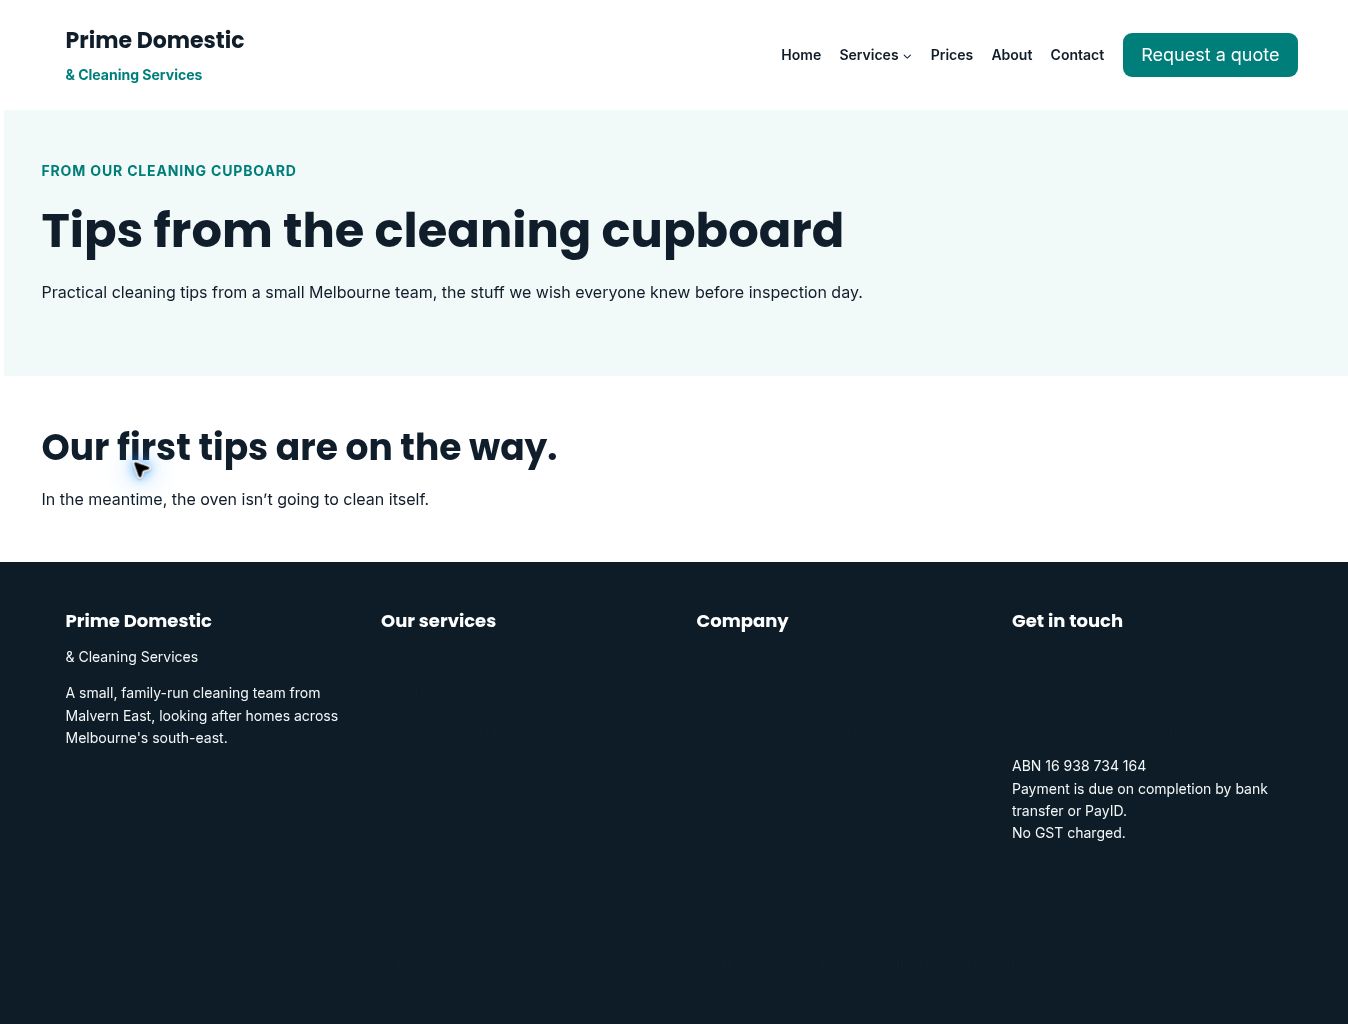 Prime Domestic
& Cleaning Services
Home
Services
Prices
About
Contact
Request a quote
FROM OUR CLEANING CUPBOARD
Tips from the cleaning cupboard
Practical cleaning tips from a small Melbourne team, the stuff we wish everyone knew before inspection day.
Our first tips are on the way.
In the meantime, the oven isn’t going to clean itself.
Prime Domestic
& Cleaning Services
A small, family-run cleaning team from
Malvern East, looking after homes across
Melbourne's south-east.
Our services
Company
Get in touch
ABN 16 938 734 164
Payment is due on completion by bank
transfer or PayID.
No GST charged.